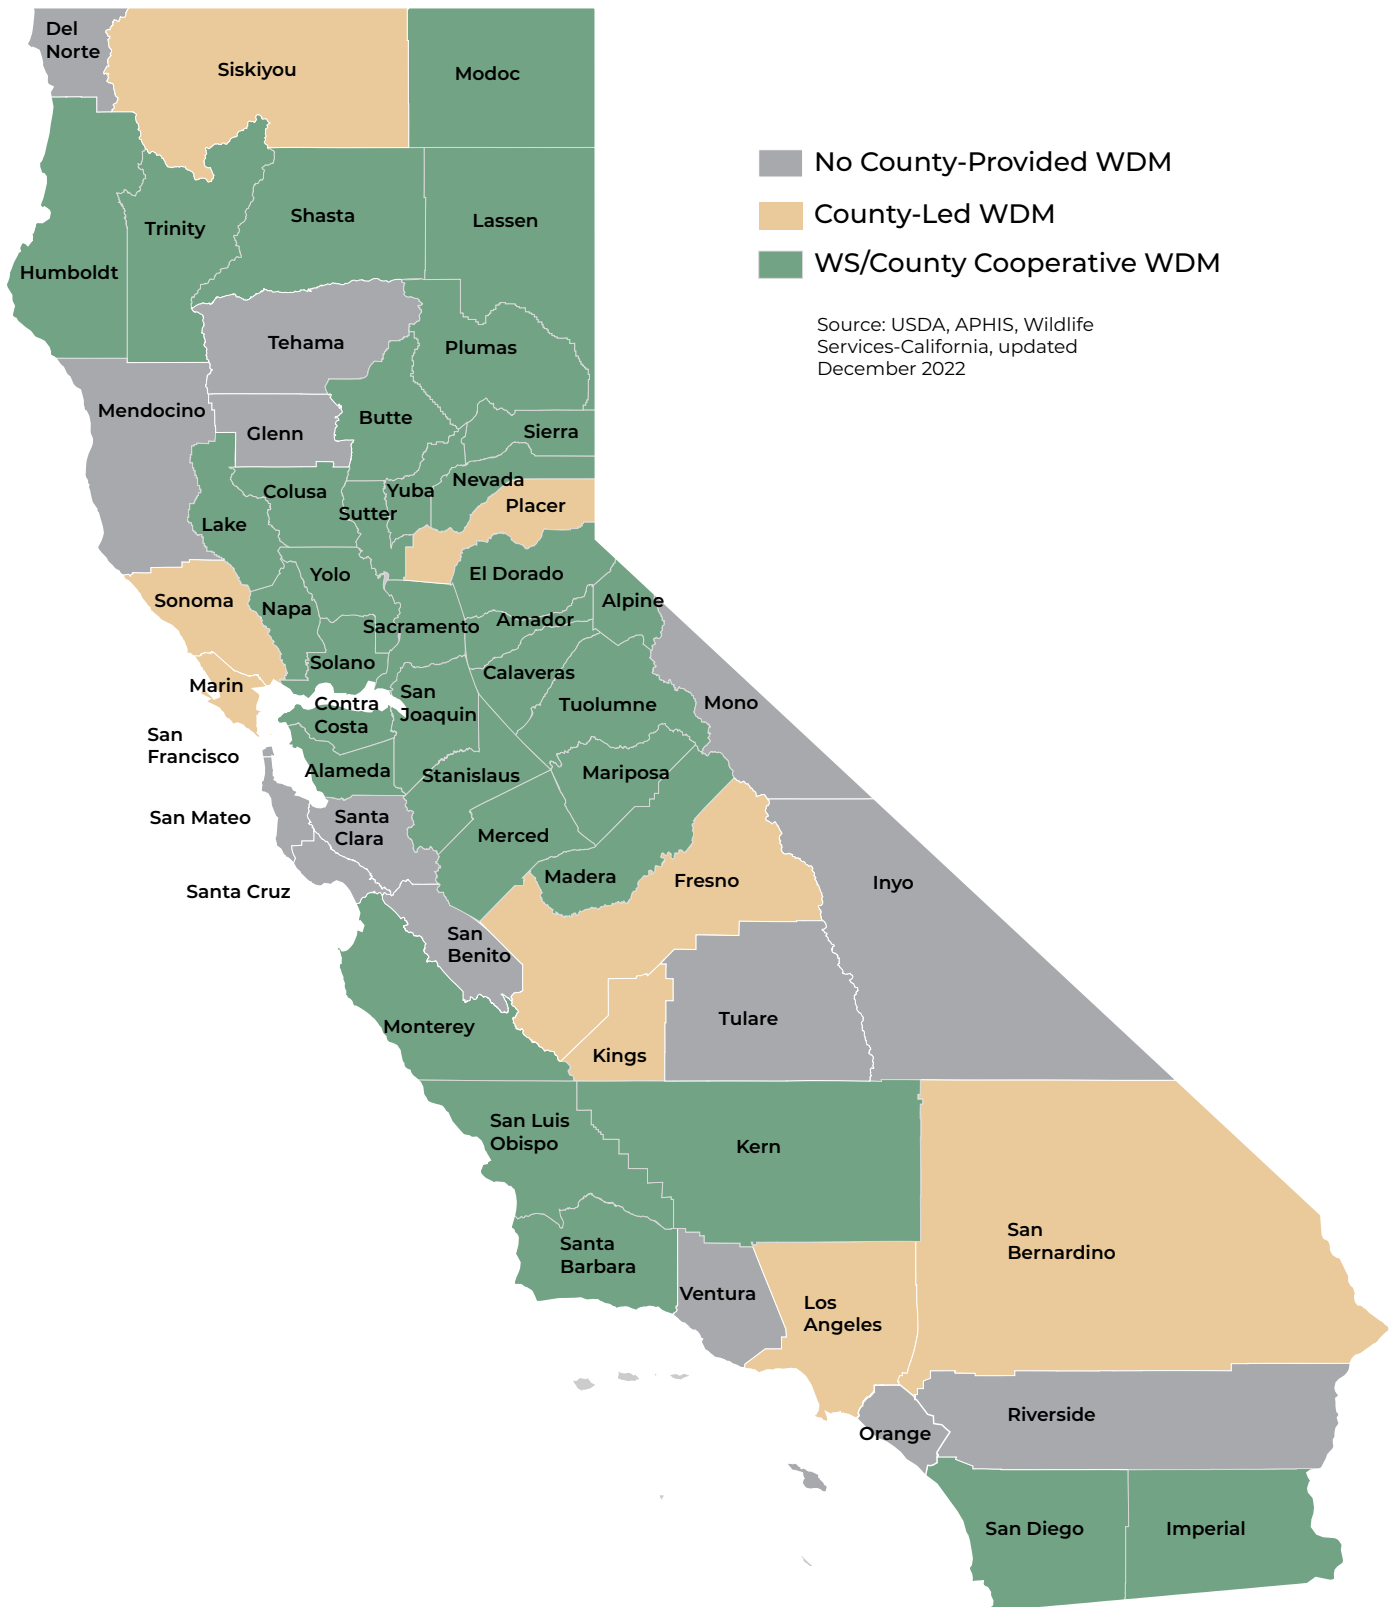 Del
Norte
Siskiyou
Modoc
No County-Provided WDM
County-Led WDM
WS/County Cooperative WDM
Source: USDA, APHIS, Wildlife
Services-California, updated
December 2022
Humboldt
Trinity
Shasta
Lassen
Tehama
Plumas
Mendocino
Glenn
Butte
Sierra
Colusa
Lake
Sutter
Yuba
Nevada
Placer
Sonoma
Napa
Yolo
El Dorado
Alpine
Sacramento
Amador
Solano
Marin
Calaveras
Contra
Costa
San
Joaquin
Tuolumne
Mono
San
Francisco
Alameda
Stanislaus
Mariposa
San Mateo
Santa
Clara
Merced
Madera
Fresno
Inyo
Santa Cruz
San
Benito
Monterey
Kings
Tulare
San Luis
Obispo
Kern
Santa
Barbara
Ventura
Los
Angeles
San
Bernardino
Orange
Riverside
San Diego
Imperial